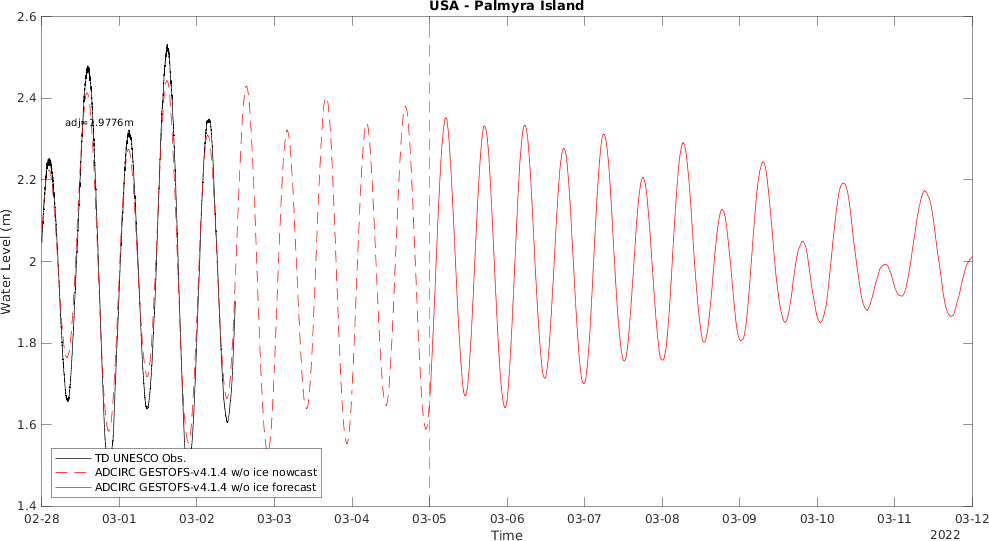 USA - Palmyra Island
2.6
2.4
2.2
2
1.8
1.6
1.4
Water Level (m)
adj=1.9776m
TD UNESCO Obs.
ADCIRC GESTOFS-v4.1.4 w/o ice nowcast
ADCIRC GESTOFS-v4.1.4 w/o ice forecast
02-28 03-01 03-02 03-03 03-04 03-05 03-06 03-07 03-08 03-09 03-10 03-11 03-12
Time
2022